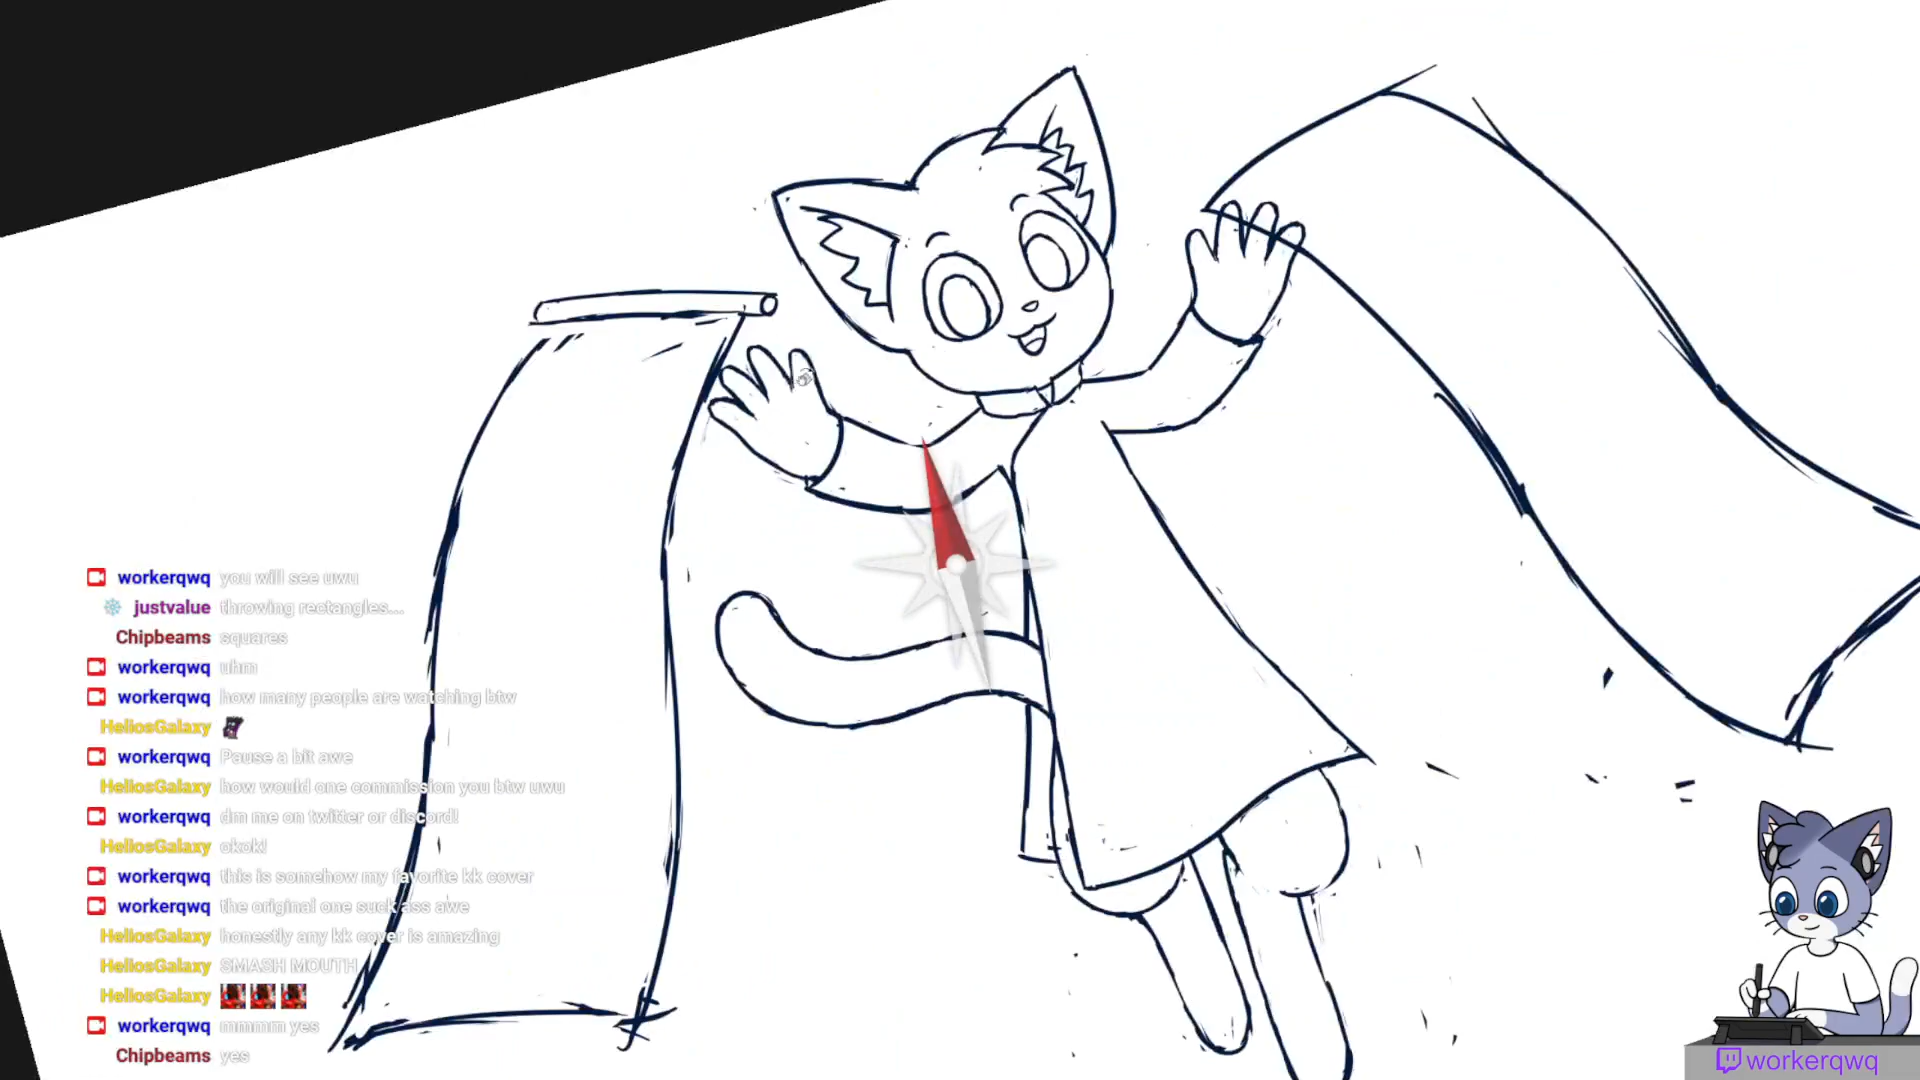 workerqwq you will see uwu
justvalue throwing rectangles...
Chipbeams squares
workerqwq uhm
workerqwq how many people are watching btw
HeliosGalaxy
workerqwq Pause a bit awe
HeliosGalaxy how would one commission you btw uwu
workerqwq dm me on twitter or discord!
HeliosGalaxy okok!
workerqwq this is somehow my favorite kk cover
workerqwq the original one suck ass awe
HeliosGalaxy honestly any kk cover is amazing
HeliosGalaxy SMASH MOUTH
HeliosGalaxy
workerqwq mmmm yes
Chipbeams yes
workerqwq